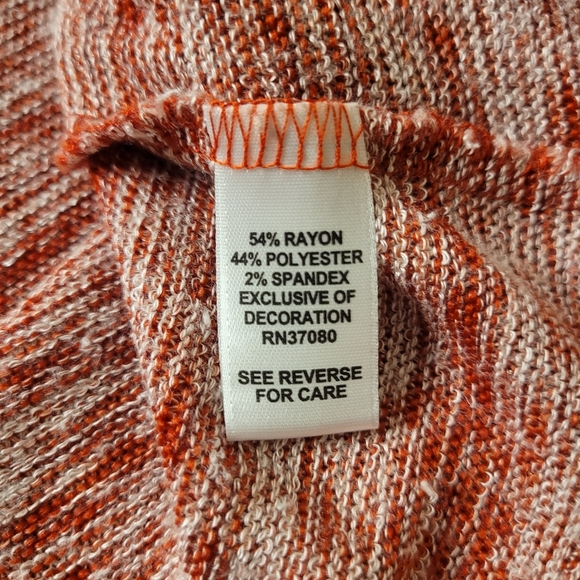 54% RAYON
44% POLYESTER
2% SPANDEX
EXCLUSIVE OF
DECORATION
RN37080
SEE REVERSE
FOR CARE